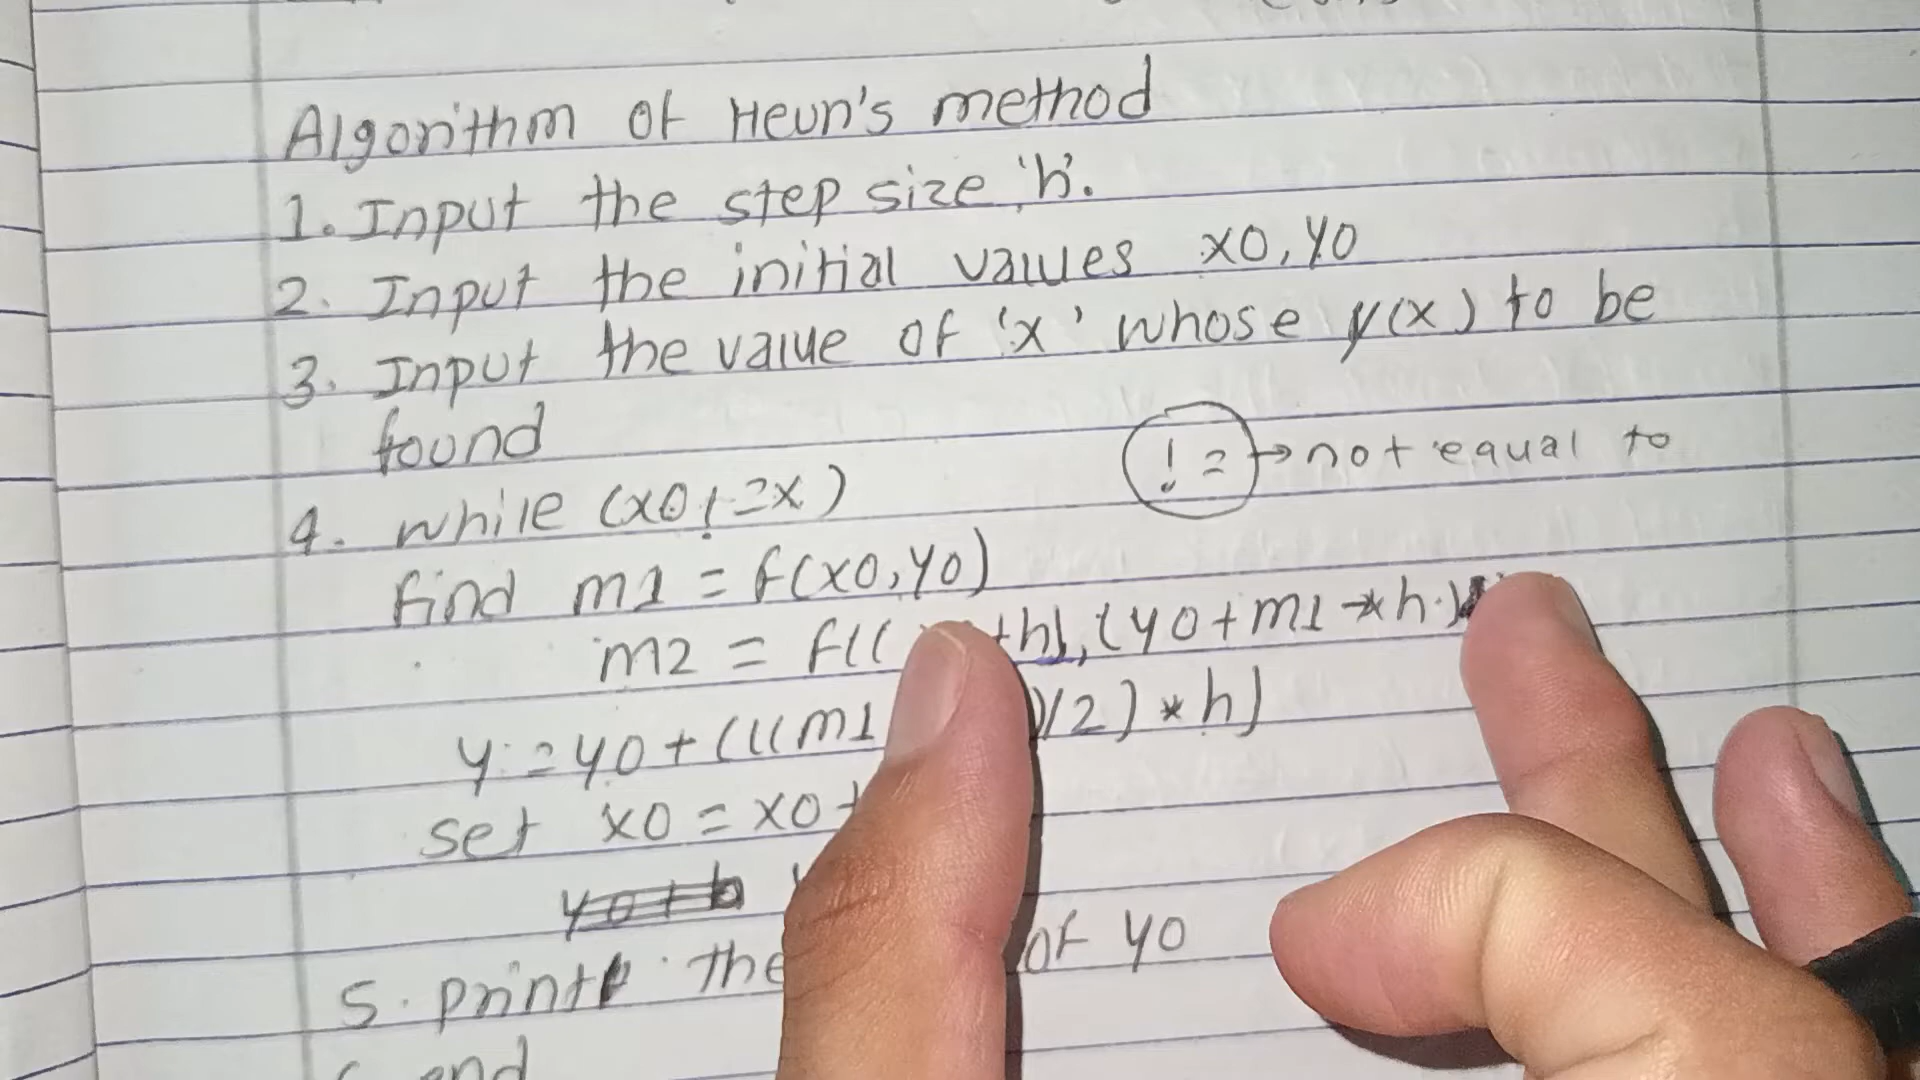 Algorithm of Heun's method
1. Input the step size 'h'.
2. Input the initial values x0, y0
3. Input the value of 'x' whose y(x) to be
found
!= → not equal to
4. while (x0 != x)
find m1 = f(x0, y0)
m2 = f(( +h), (y0 + m1 * h)
y = y0 + (((m1 )/2) * h)
set x0 = x0 +
5. print the of y0
6. end